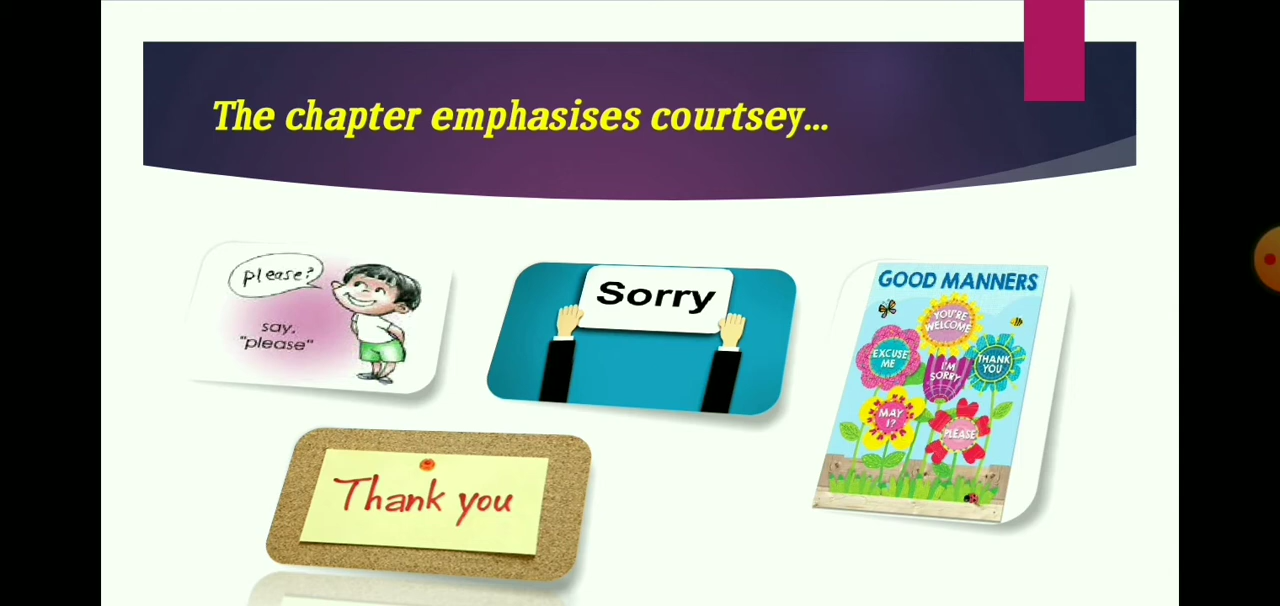 The chapter emphasises courtsey...
please?
say,
"please"
Sorry
GOOD MANNERS
YOU'RE
WELCOME
EXCUSE
ME
THANK
YOU
I'M
SORRY
MAY
I?
PLEASE
Thank you